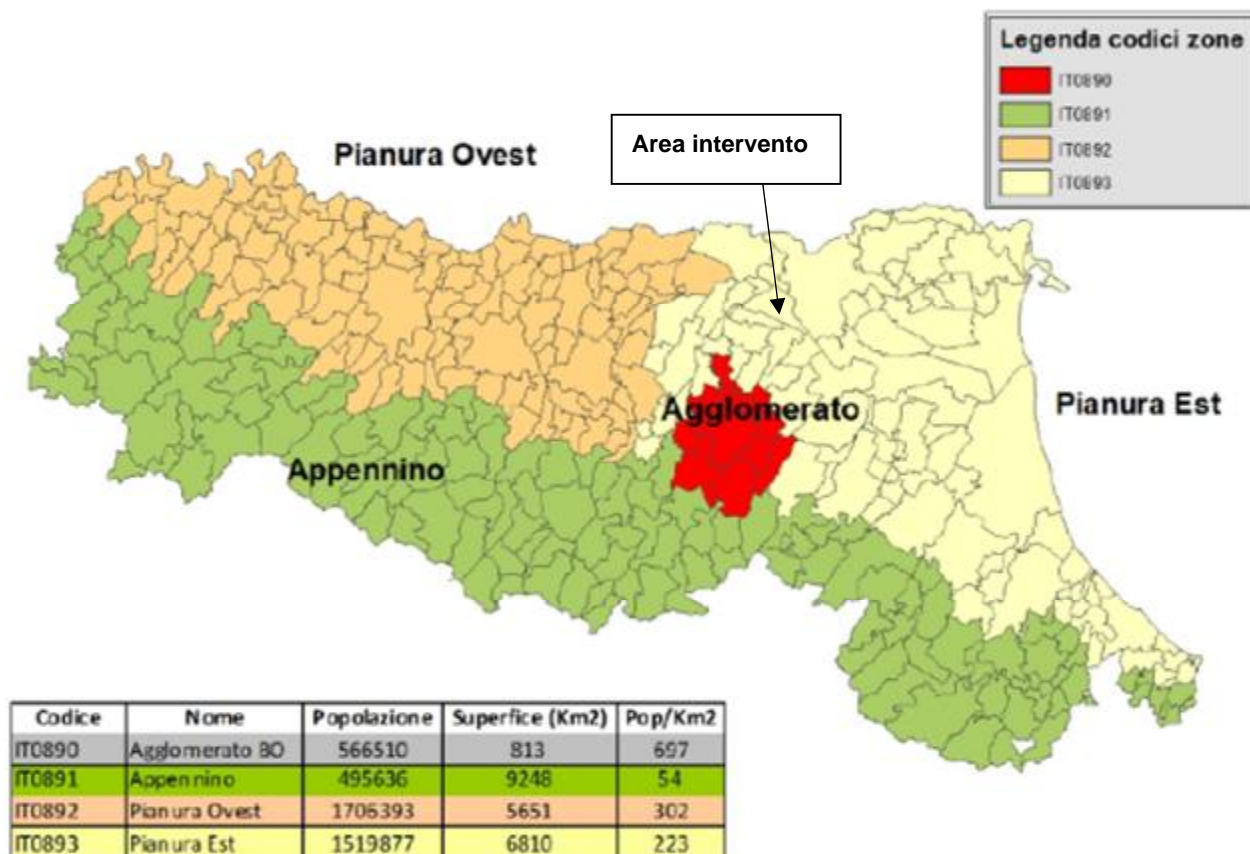 Legenda codici zone
IT0890
IT0891
IT0892
IT0893
Area intervento
Pianura Ovest
Agglomerato
Pianura Est
Appennino
Codice Nome Popolazione Superfice (Km2) Pop/Km2
IT0890 Agglomerato BO 566510 813 697
IT0891 Appennino 495636 9248 54
IT0892 Pianura Ovest 1706393 5651 302
IT0893 Pianura Est 1519877 6810 223